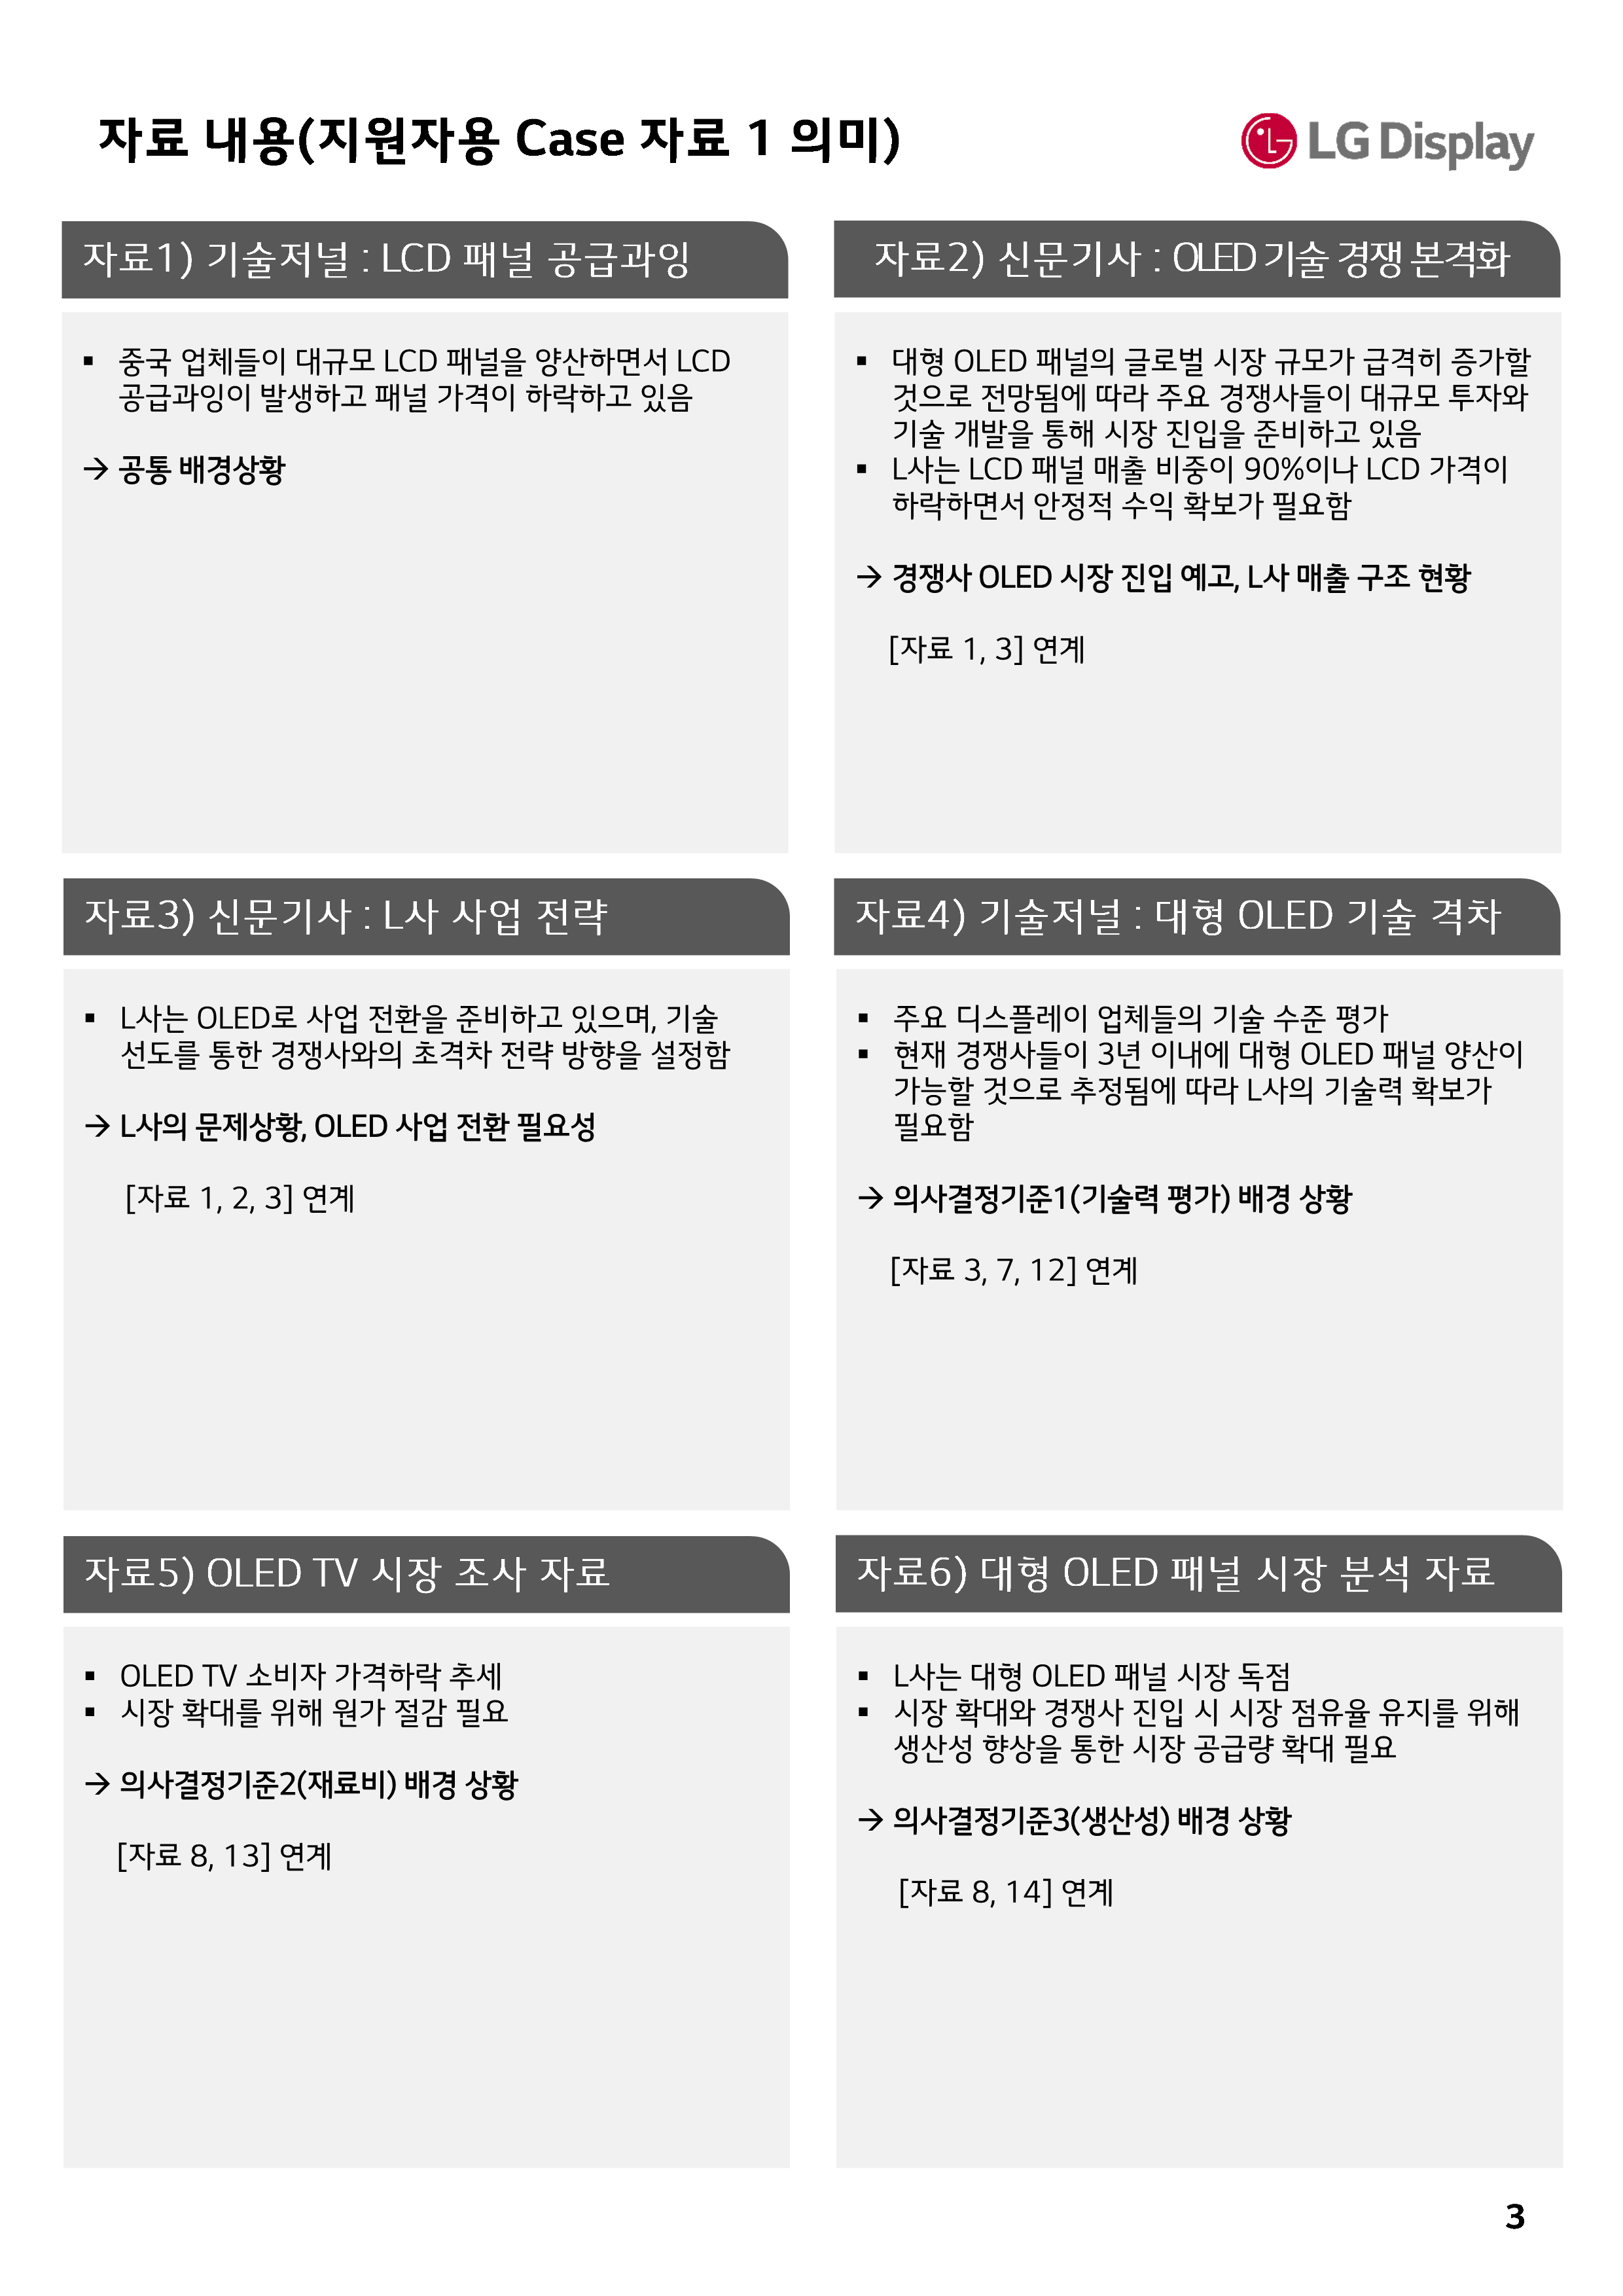 자료 내용(지원자용 Case 자료 1 의미)
LG Display
자료1) 기술저널 : LCD 패널 공급과잉
▪ 중국 업체들이 대규모 LCD 패널을 양산하면서 LCD
공급과잉이 발생하고 패널 가격이 하락하고 있음
→ 공통 배경상황
자료2) 신문기사 : OLED 기술 경쟁 본격화
▪ 대형 OLED 패널의 글로벌 시장 규모가 급격히 증가할
것으로 전망됨에 따라 주요 경쟁사들이 대규모 투자와
기술 개발을 통해 시장 진입을 준비하고 있음
▪ L사는 LCD 패널 매출 비중이 90%이나 LCD 가격이
하락하면서 안정적 수익 확보가 필요함
→ 경쟁사 OLED 시장 진입 예고, L사 매출 구조 현황
[자료 1, 3] 연계
자료3) 신문기사 : L사 사업 전략
▪ L사는 OLED로 사업 전환을 준비하고 있으며, 기술
선도를 통한 경쟁사와의 초격차 전략 방향을 설정함
→ L사의 문제상황, OLED 사업 전환 필요성
[자료 1, 2, 3] 연계
자료4) 기술저널 : 대형 OLED 기술 격차
▪ 주요 디스플레이 업체들의 기술 수준 평가
▪ 현재 경쟁사들이 3년 이내에 대형 OLED 패널 양산이
가능할 것으로 추정됨에 따라 L사의 기술력 확보가
필요함
→ 의사결정기준1(기술력 평가) 배경 상황
[자료 3, 7, 12] 연계
자료5) OLED TV 시장 조사 자료
▪ OLED TV 소비자 가격하락 추세
▪ 시장 확대를 위해 원가 절감 필요
→ 의사결정기준2(재료비) 배경 상황
[자료 8, 13] 연계
자료6) 대형 OLED 패널 시장 분석 자료
▪ L사는 대형 OLED 패널 시장 독점
▪ 시장 확대와 경쟁사 진입 시 시장 점유율 유지를 위해
생산성 향상을 통한 시장 공급량 확대 필요
→ 의사결정기준3(생산성) 배경 상황
[자료 8, 14] 연계
3